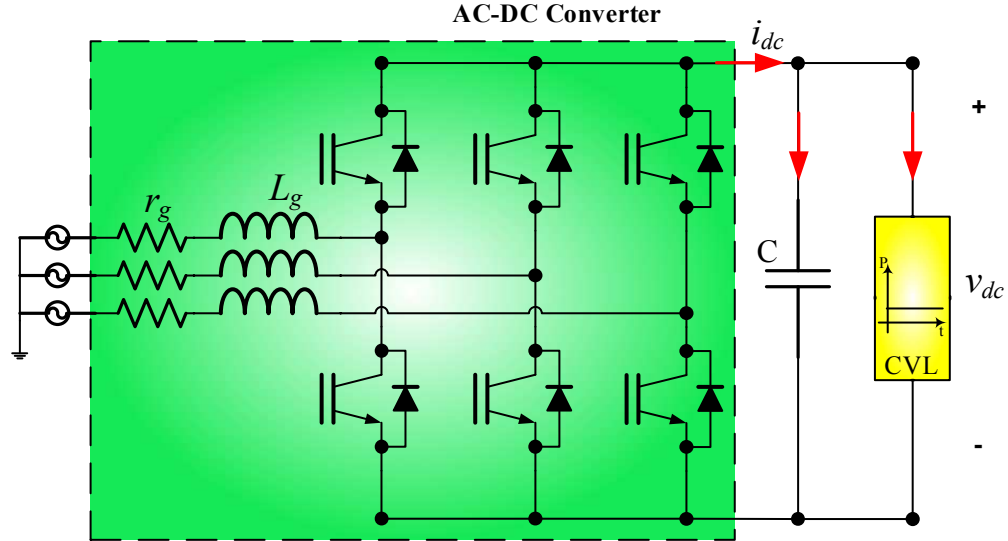 AC-DC Converter
i_dc
r_g
L_g
C
+
P
t
CVL
v_dc
-